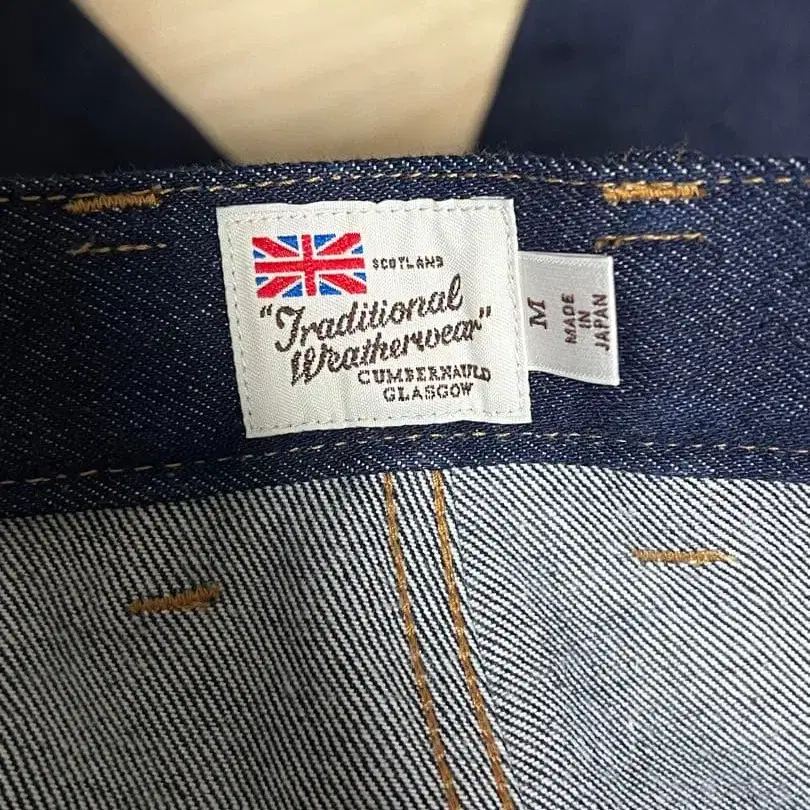 SCOTLAND
"Traditional
Weatherwear"
CUMBERNAULD
GLASGOW
M
MADE
IN
JAPAN